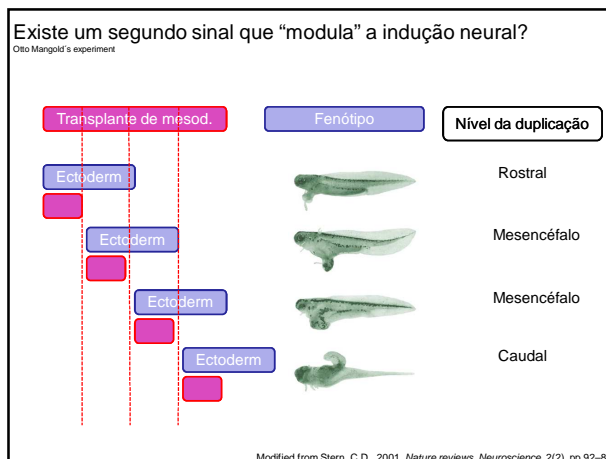 Existe um segundo sinal que “modula” a indução neural?
Otto Mangold´s experiment
Transplante de mesod.
Fenótipo
Nível da duplicação
Ectoderm
Rostral
Ectoderm
Mesencéfalo
Ectoderm
Mesencéfalo
Ectoderm
Caudal
Modified from Stern, C.D., 2001. Nature reviews. Neuroscience, 2(2), pp.92–8